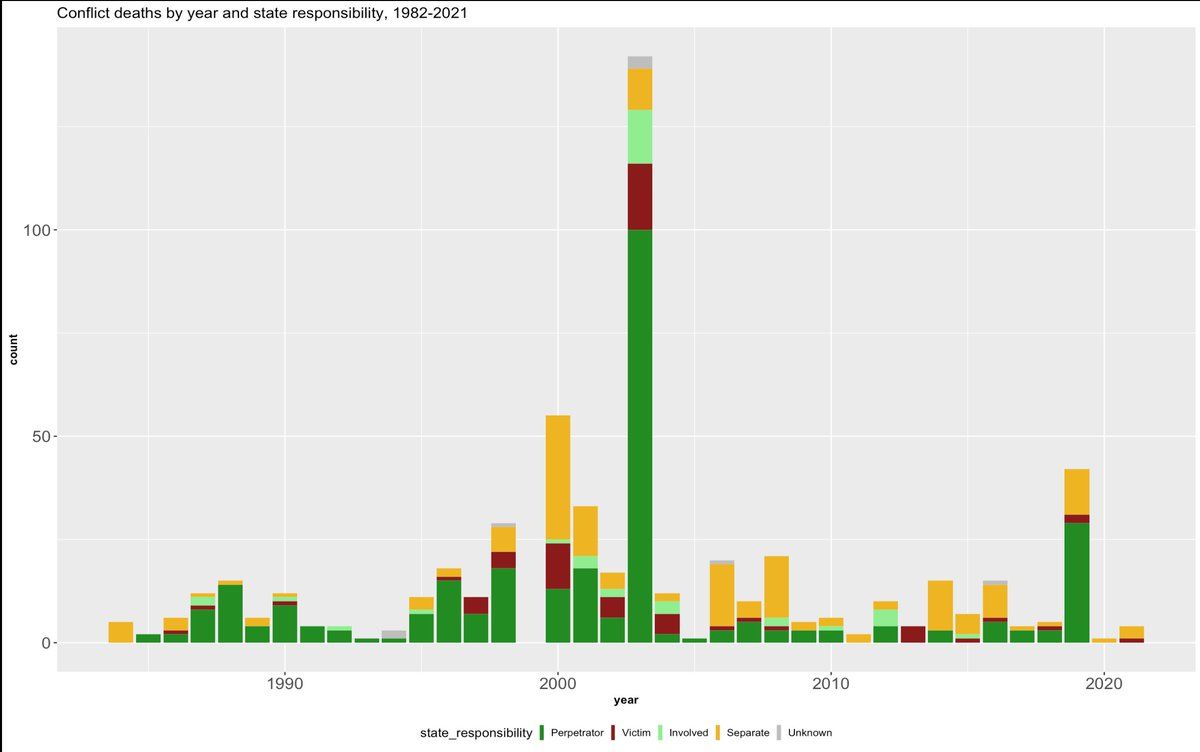 Conflict deaths by year and state responsibility, 1982-2021
count
100
50
0
1990 2000 2010 2020
year
state_responsibility Perpetrator Victim Involved Separate Unknown